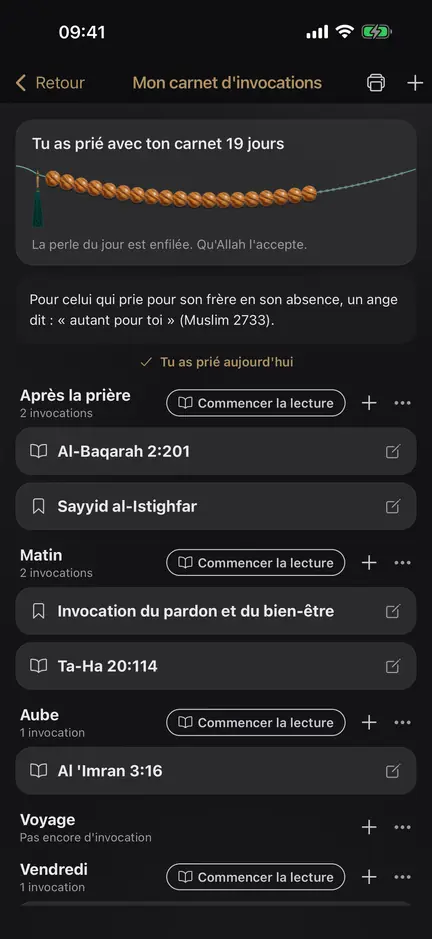 09:41
Retour
Mon carnet d'invocations
Tu as prié avec ton carnet 19 jours
La perle du jour est enfilée. Qu'Allah l'accepte.
Pour celui qui prie pour son frère en son absence, un ange
dit : « autant pour toi » (Muslim 2733).
Tu as prié aujourd'hui
Après la prière
2 invocations
Commencer la lecture
Al-Baqarah 2:201
Sayyid al-Istighfar
Matin
2 invocations
Commencer la lecture
Invocation du pardon et du bien-être
Ta-Ha 20:114
Aube
1 invocation
Commencer la lecture
Al 'Imran 3:16
Voyage
Pas encore d'invocation
Vendredi
1 invocation
Commencer la lecture